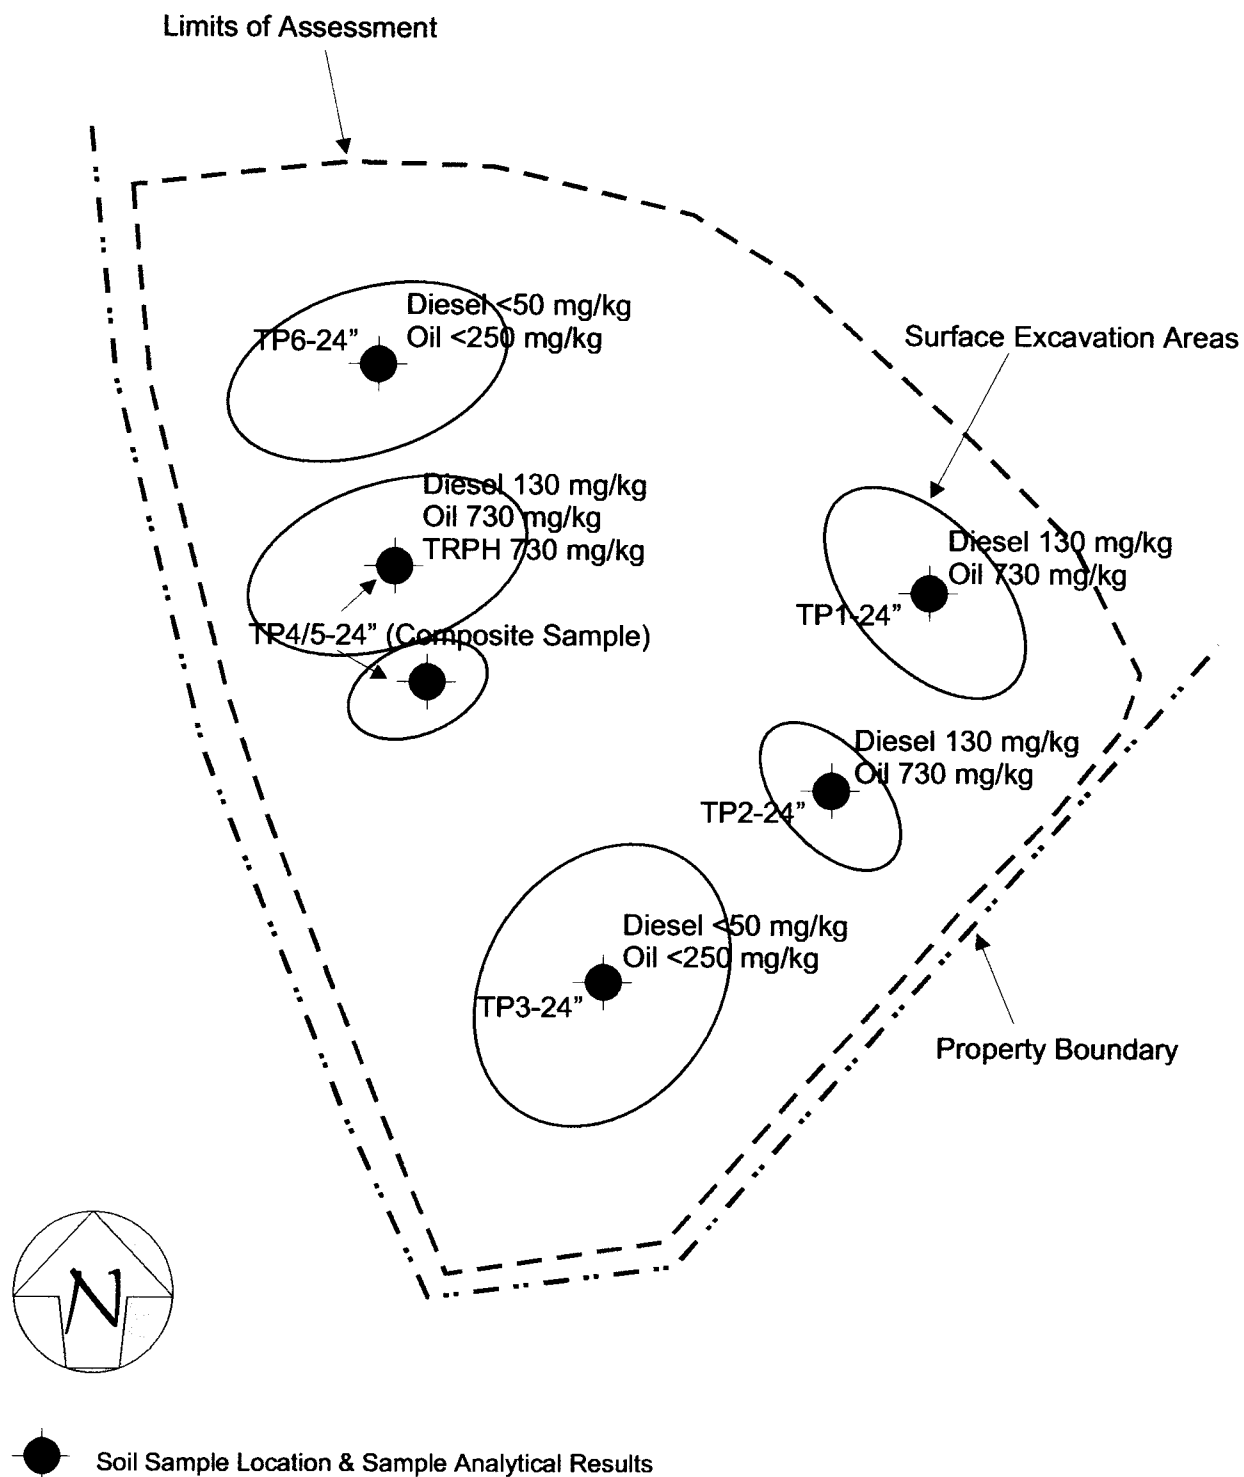 Limits of Assessment
Diesel <50 mg/kg
TP6-24”
Oil <250 mg/kg
Surface Excavation Areas
Diesel 130 mg/kg
Oil 730 mg/kg
TRPH 730 mg/kg
Diesel 130 mg/kg
Oil 730 mg/kg
TP1-24”
TP4/5-24” (Composite Sample)
Diesel 130 mg/kg
Oil 730 mg/kg
TP2-24”
Diesel <50 mg/kg
Oil <250 mg/kg
TP3-24”
Property Boundary
N
Soil Sample Location & Sample Analytical Results